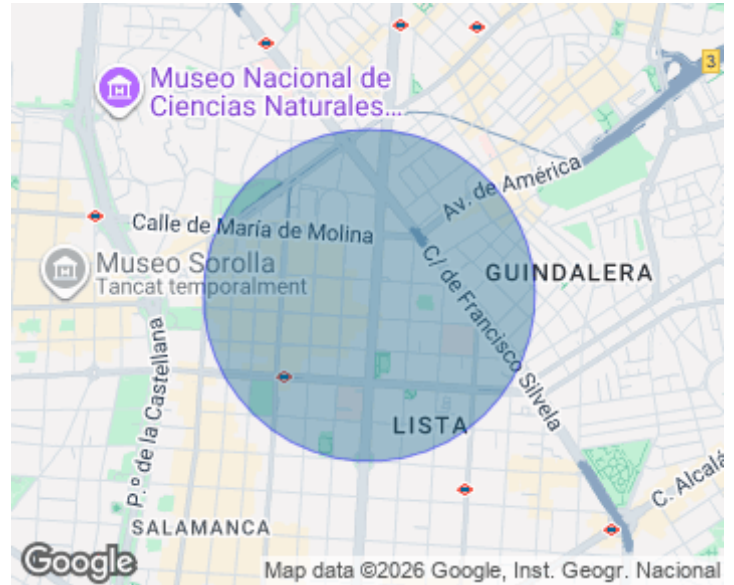 3
Museo Nacional de
Ciencias Naturales...
Av. de América
Calle de María de Molina
Museo Sorolla
Tancat temporalment
C/ de Francisco Silvela
GUINDALERA
P.º de la Castellana
LISTA
C. Alcalá
SALAMANCA
Google
Map data ©2026 Google, Inst. Geogr. Nacional